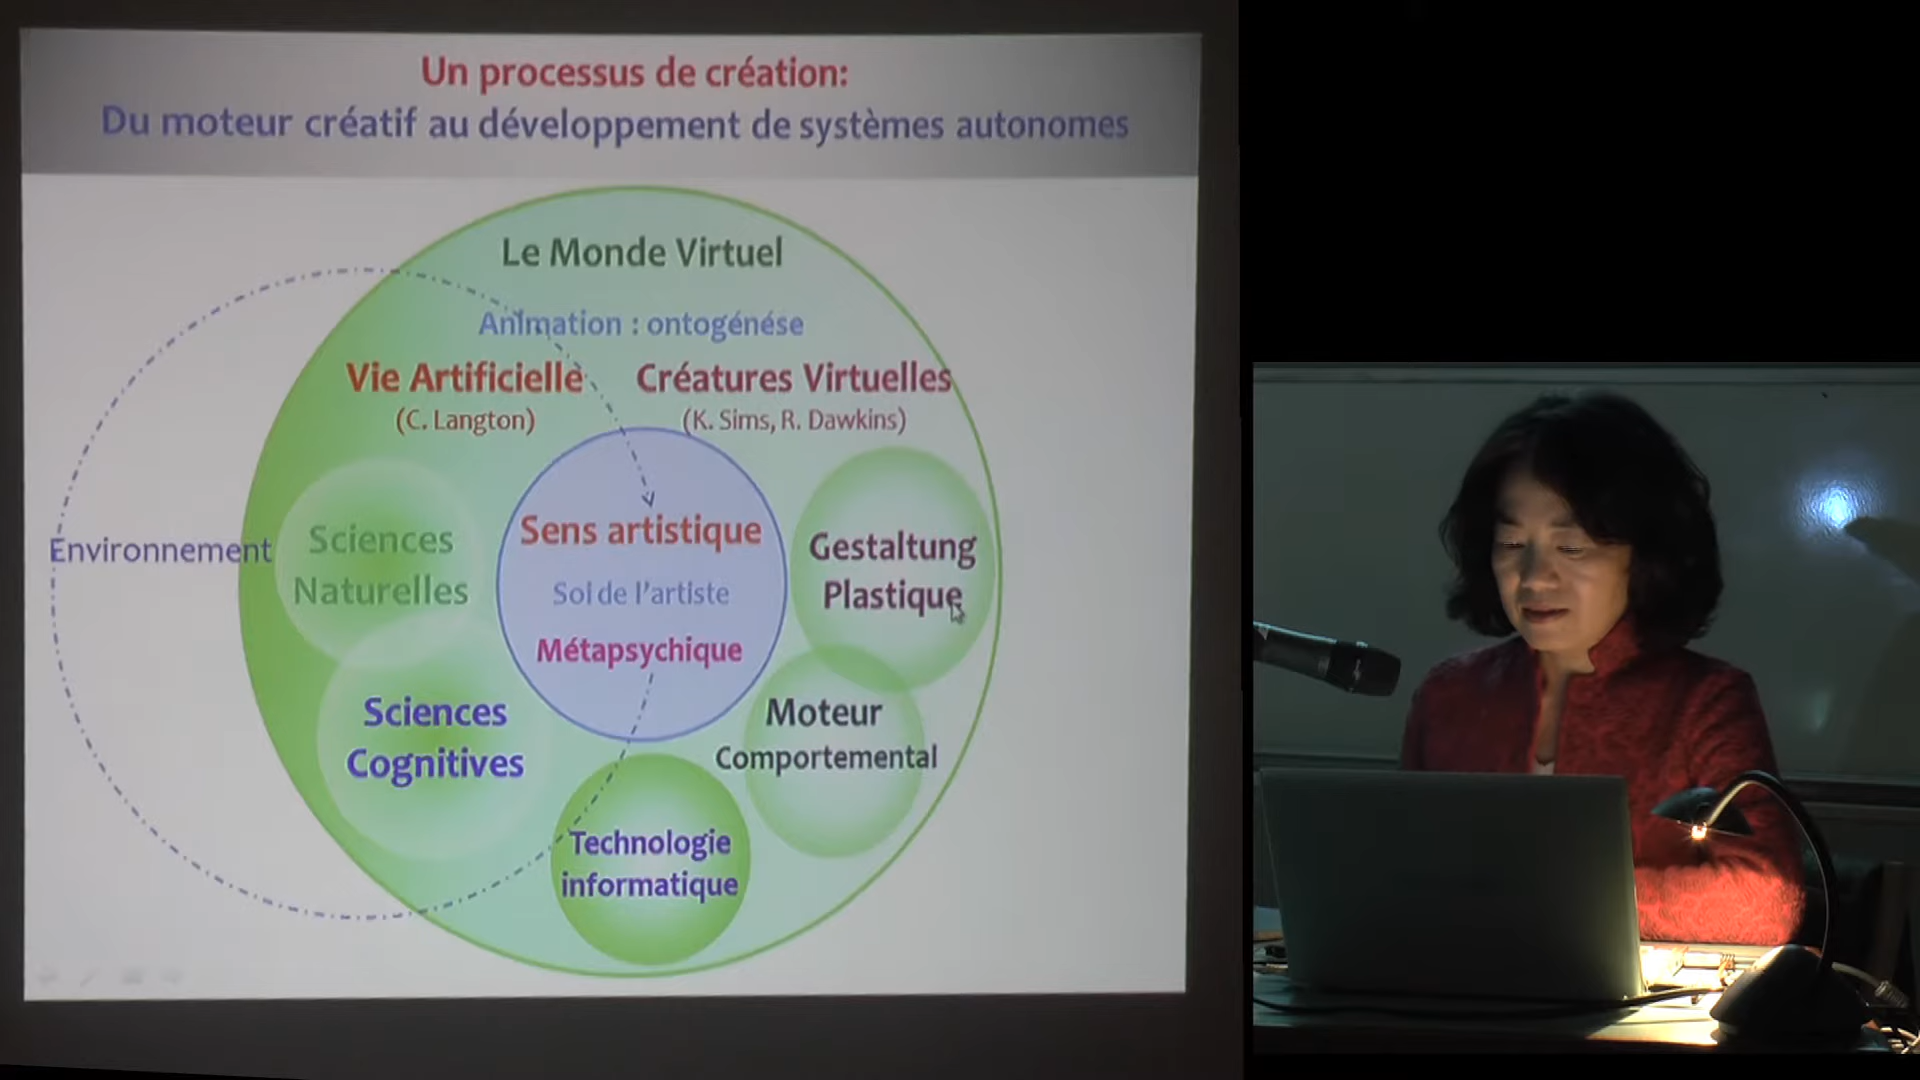 Un processus de création:
Du moteur créatif au développement de systèmes autonomes
Le Monde Virtuel
Animation : ontogénése
Vie Artificielle
(C. Langton)
Créatures Virtuelles
(K. Sims, R. Dawkins)
Environnement
Sciences
Naturelles
Sens artistique
Soi de l'artiste
Métapsychique
Gestaltung
Plastique
Sciences
Cognitives
Moteur
Comportemental
Technologie
informatique